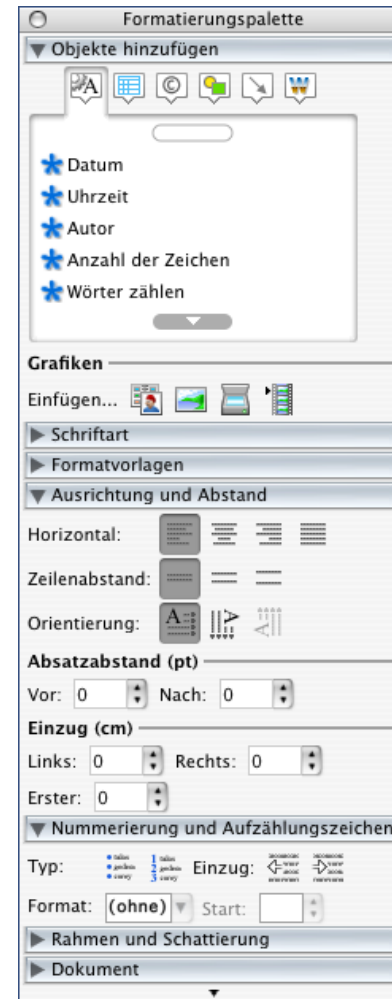 Formatierungspalette
Objekte hinzufügen
Datum
Uhrzeit
Autor
Anzahl der Zeichen
Wörter zählen
Grafiken
Einfügen...
Schriftart
Formatvorlagen
Ausrichtung und Abstand
Horizontal:
Zeilenabstand:
Orientierung:
Absatzabstand (pt)
Vor: 0 Nach: 0
Einzug (cm)
Links: 0 Rechts: 0
Erster: 0
Nummerierung und Aufzählungszeichen
Typ: Einzug:
Format: (ohne) Start:
Rahmen und Schattierung
Dokument